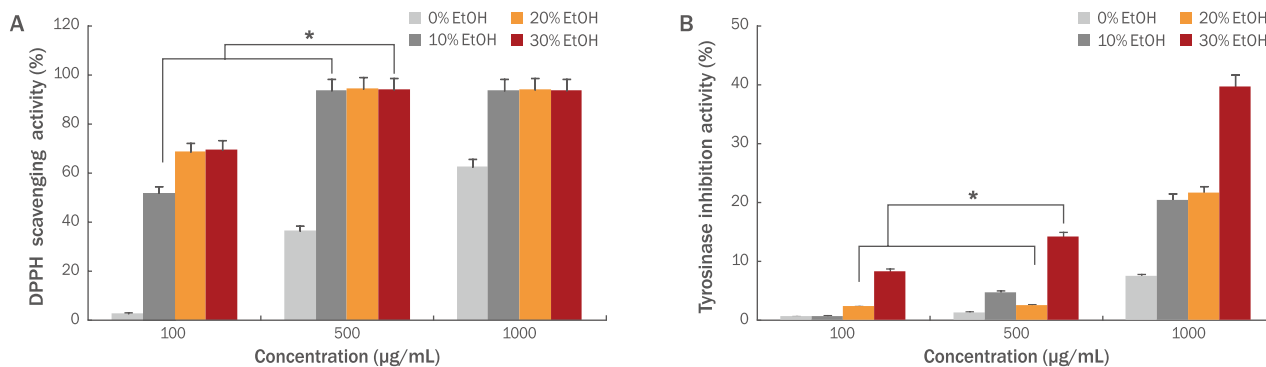 A
DPPH scavenging activity (%)
120
100
80
60
40
20
0
0% EtOH
20% EtOH
10% EtOH
30% EtOH
*
100
500
1000
Concentration (µg/mL)
B
Tyrosinase inhibition activity (%)
50
40
30
20
10
0
0% EtOH
20% EtOH
10% EtOH
30% EtOH
*
100
500
1000
Concentration (µg/mL)